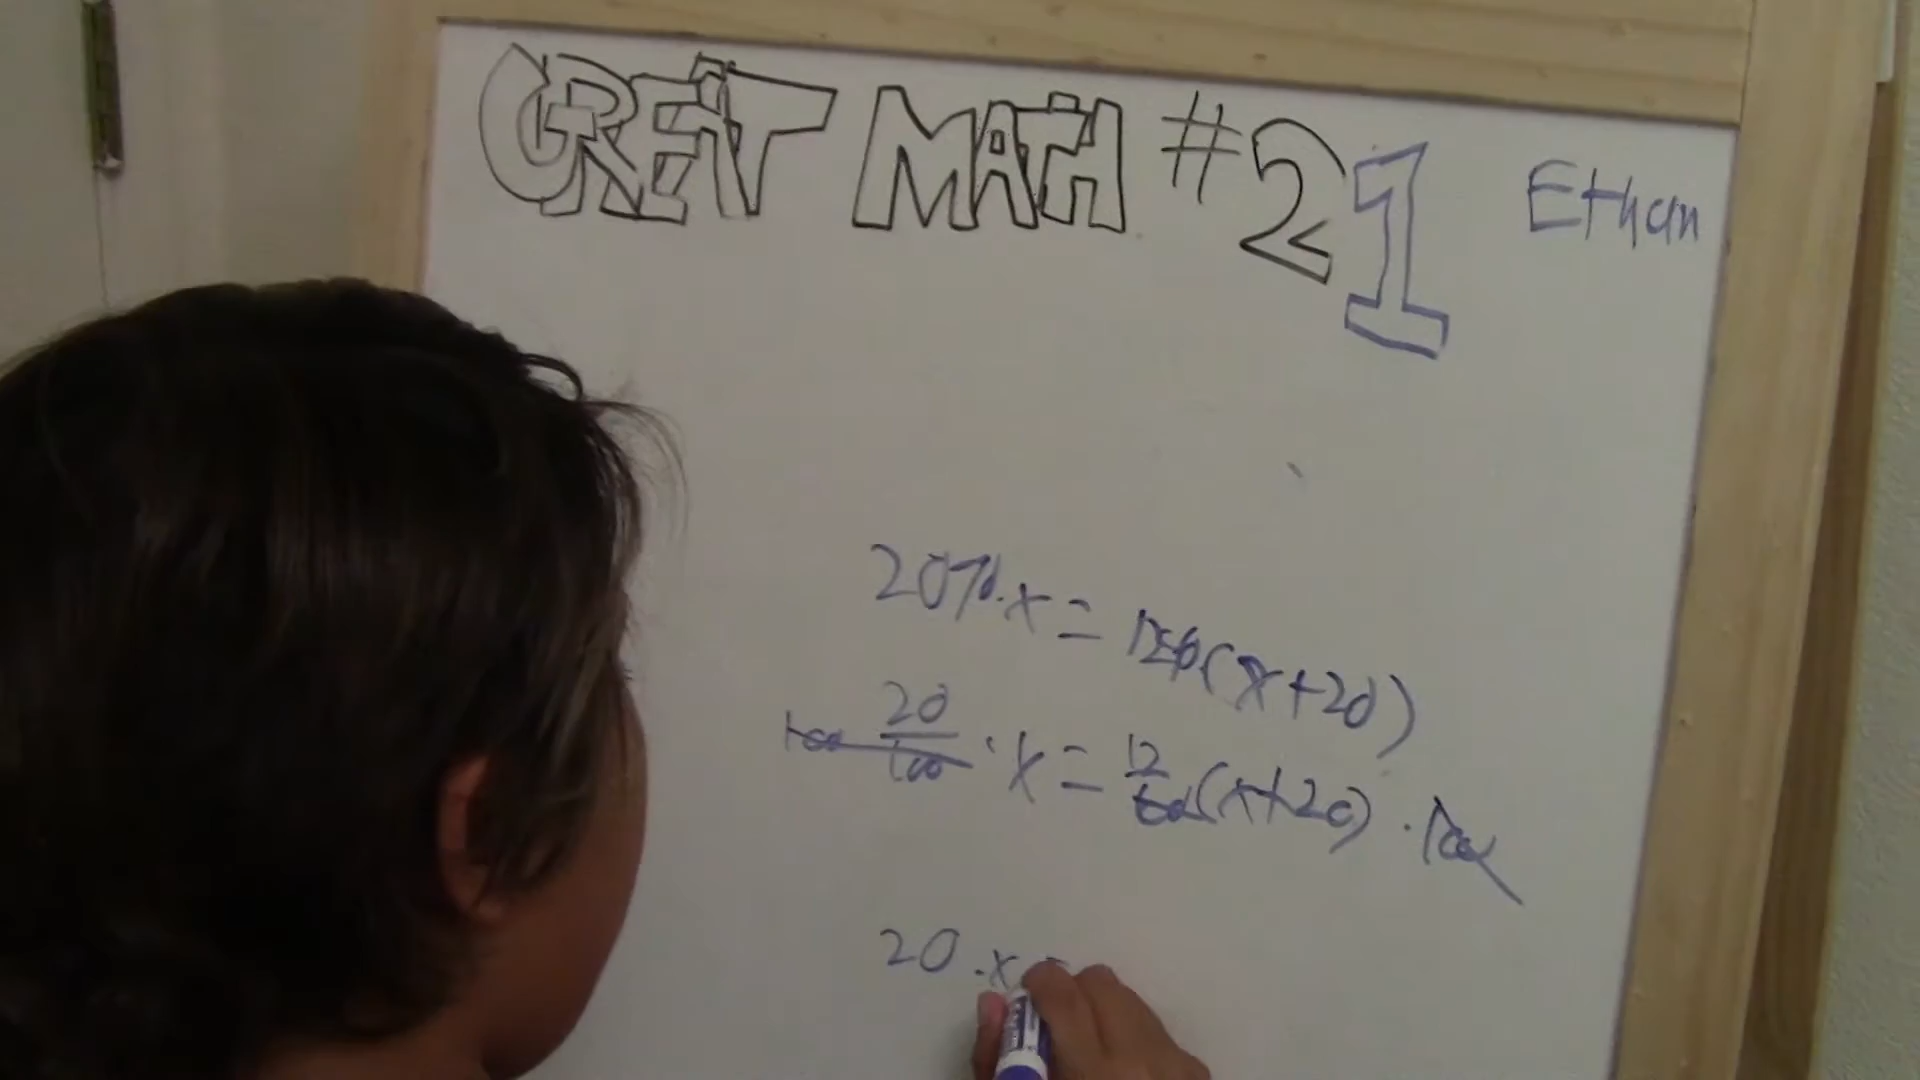 GREAT MATH #21 Ethan
20%·x = 12%(x+20)
100 20/100 · x = 12/100(x+20) · 100
20 · x =